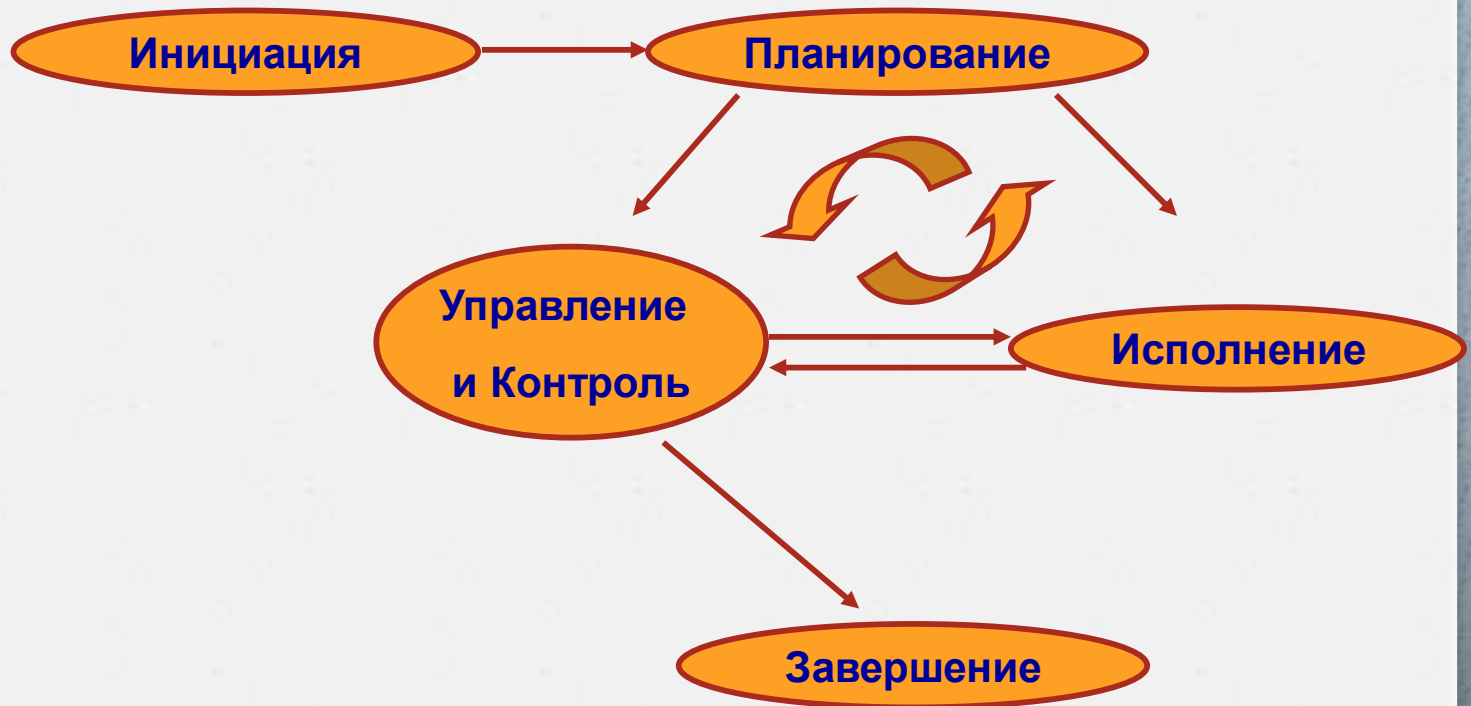 Инициация
Планирование
Управление
и Контроль
Исполнение
Завершение